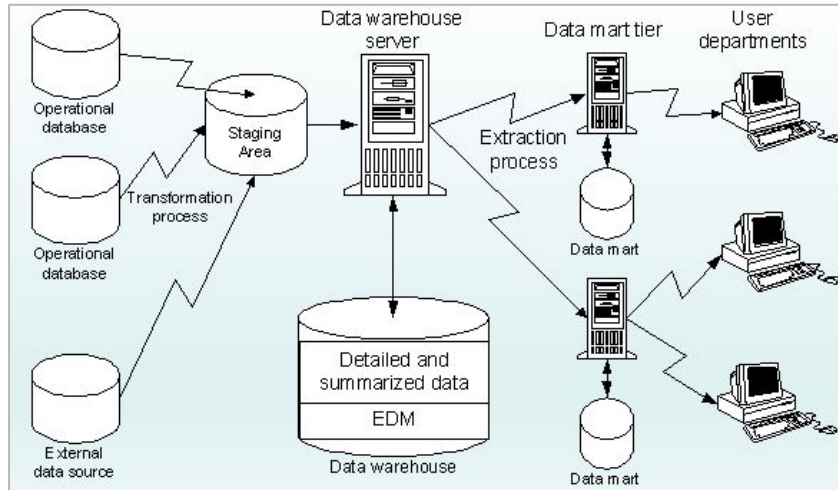 Data warehouse
server
Data mart tier
User
departments
Operational
database
Staging
Area
Extraction
process
Transformation
process
Operational
database
Data mart
Detailed and
summarized data
EDM
External
data source
Data warehouse
Data mart